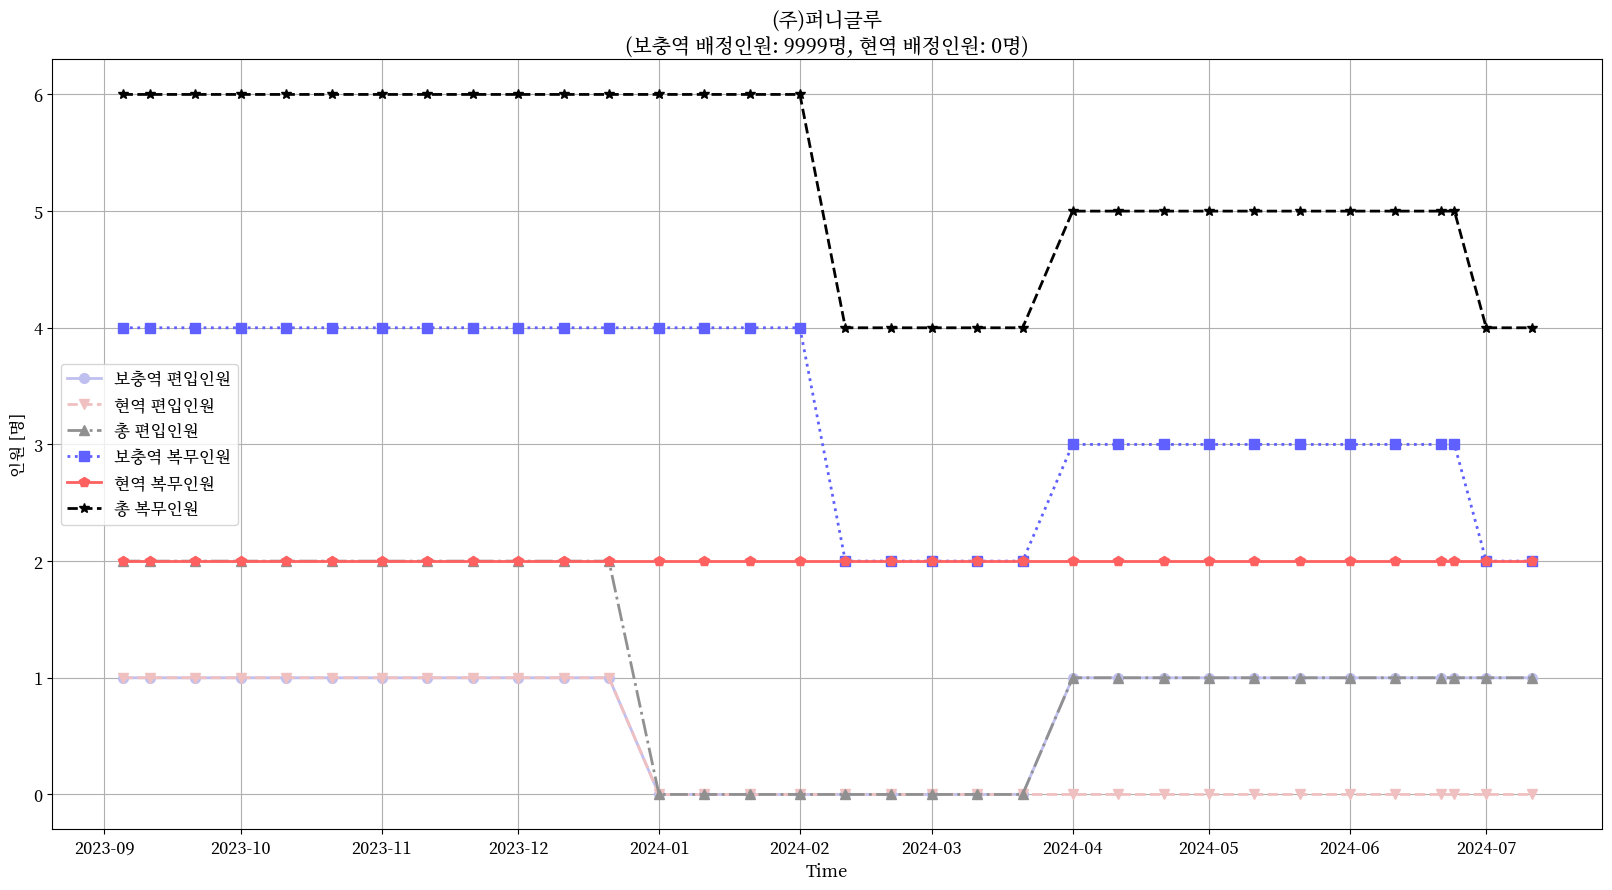 (주)퍼니글루
(보충역 배정인원: 9999명, 현역 배정인원: 0명)
인원 [명]
6
5
4
3
2
1
0
보충역 편입인원
현역 편입인원
총 편입인원
보충역 복무인원
현역 복무인원
총 복무인원
2023-09 2023-10 2023-11 2023-12 2024-01 2024-02 2024-03 2024-04 2024-05 2024-06 2024-07
Time